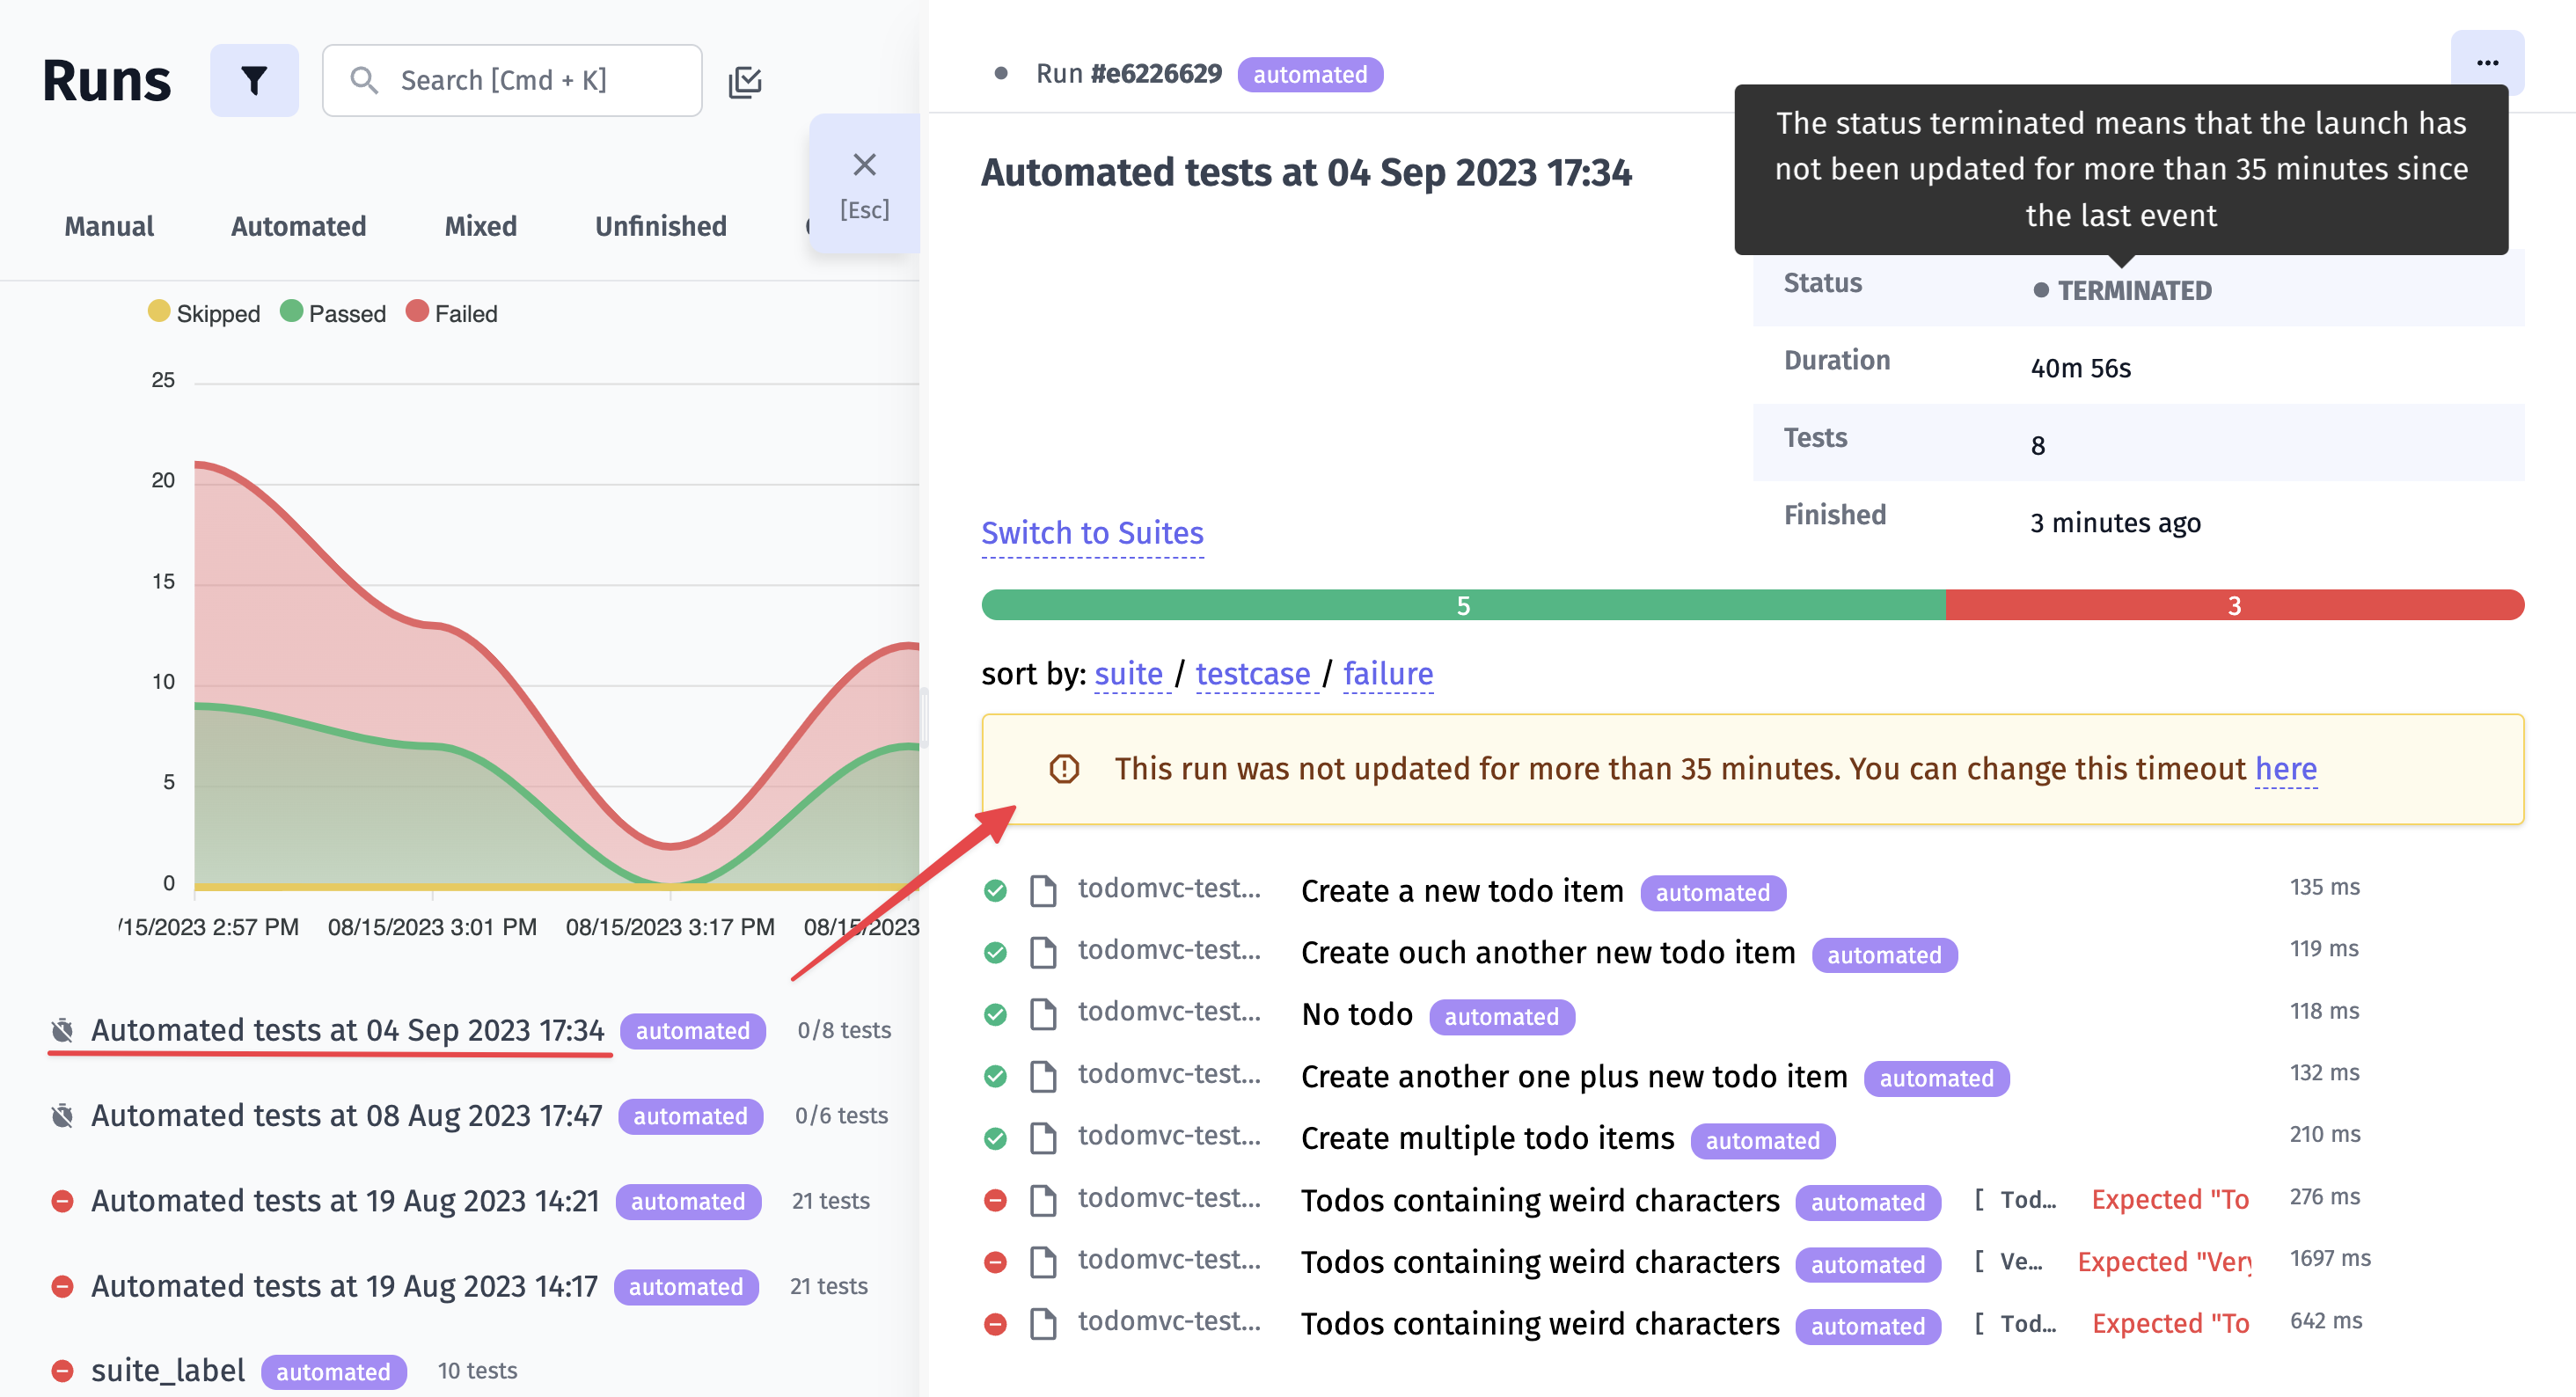 Runs
Search [Cmd + K]
[Esc]
Manual Automated Mixed Unfinished
Skipped Passed Failed
25
20
15
10
5
0
/15/2023 2:57 PM 08/15/2023 3:01 PM 08/15/2023 3:17 PM 08/15/2023
Automated tests at 04 Sep 2023 17:34 automated 0/8 tests
Automated tests at 08 Aug 2023 17:47 automated 0/6 tests
Automated tests at 19 Aug 2023 14:21 automated 21 tests
Automated tests at 19 Aug 2023 14:17 automated 21 tests
suite_label automated 10 tests
Run #e6226629 automated
...
The status terminated means that the launch has
not been updated for more than 35 minutes since
the last event
Automated tests at 04 Sep 2023 17:34
Status TERMINATED
Duration 40m 56s
Tests 8
Finished 3 minutes ago
Switch to Suites
5 3
sort by: suite / testcase / failure
This run was not updated for more than 35 minutes. You can change this timeout here
todomvc-test... Create a new todo item automated 135 ms
todomvc-test... Create ouch another new todo item automated 119 ms
todomvc-test... No todo automated 118 ms
todomvc-test... Create another one plus new todo item automated 132 ms
todomvc-test... Create multiple todo items automated 210 ms
todomvc-test... Todos containing weird characters automated [ Tod... Expected "To 276 ms
todomvc-test... Todos containing weird characters automated [ Ve... Expected "Very 1697 ms
todomvc-test... Todos containing weird characters automated [ Tod... Expected "To 642 ms